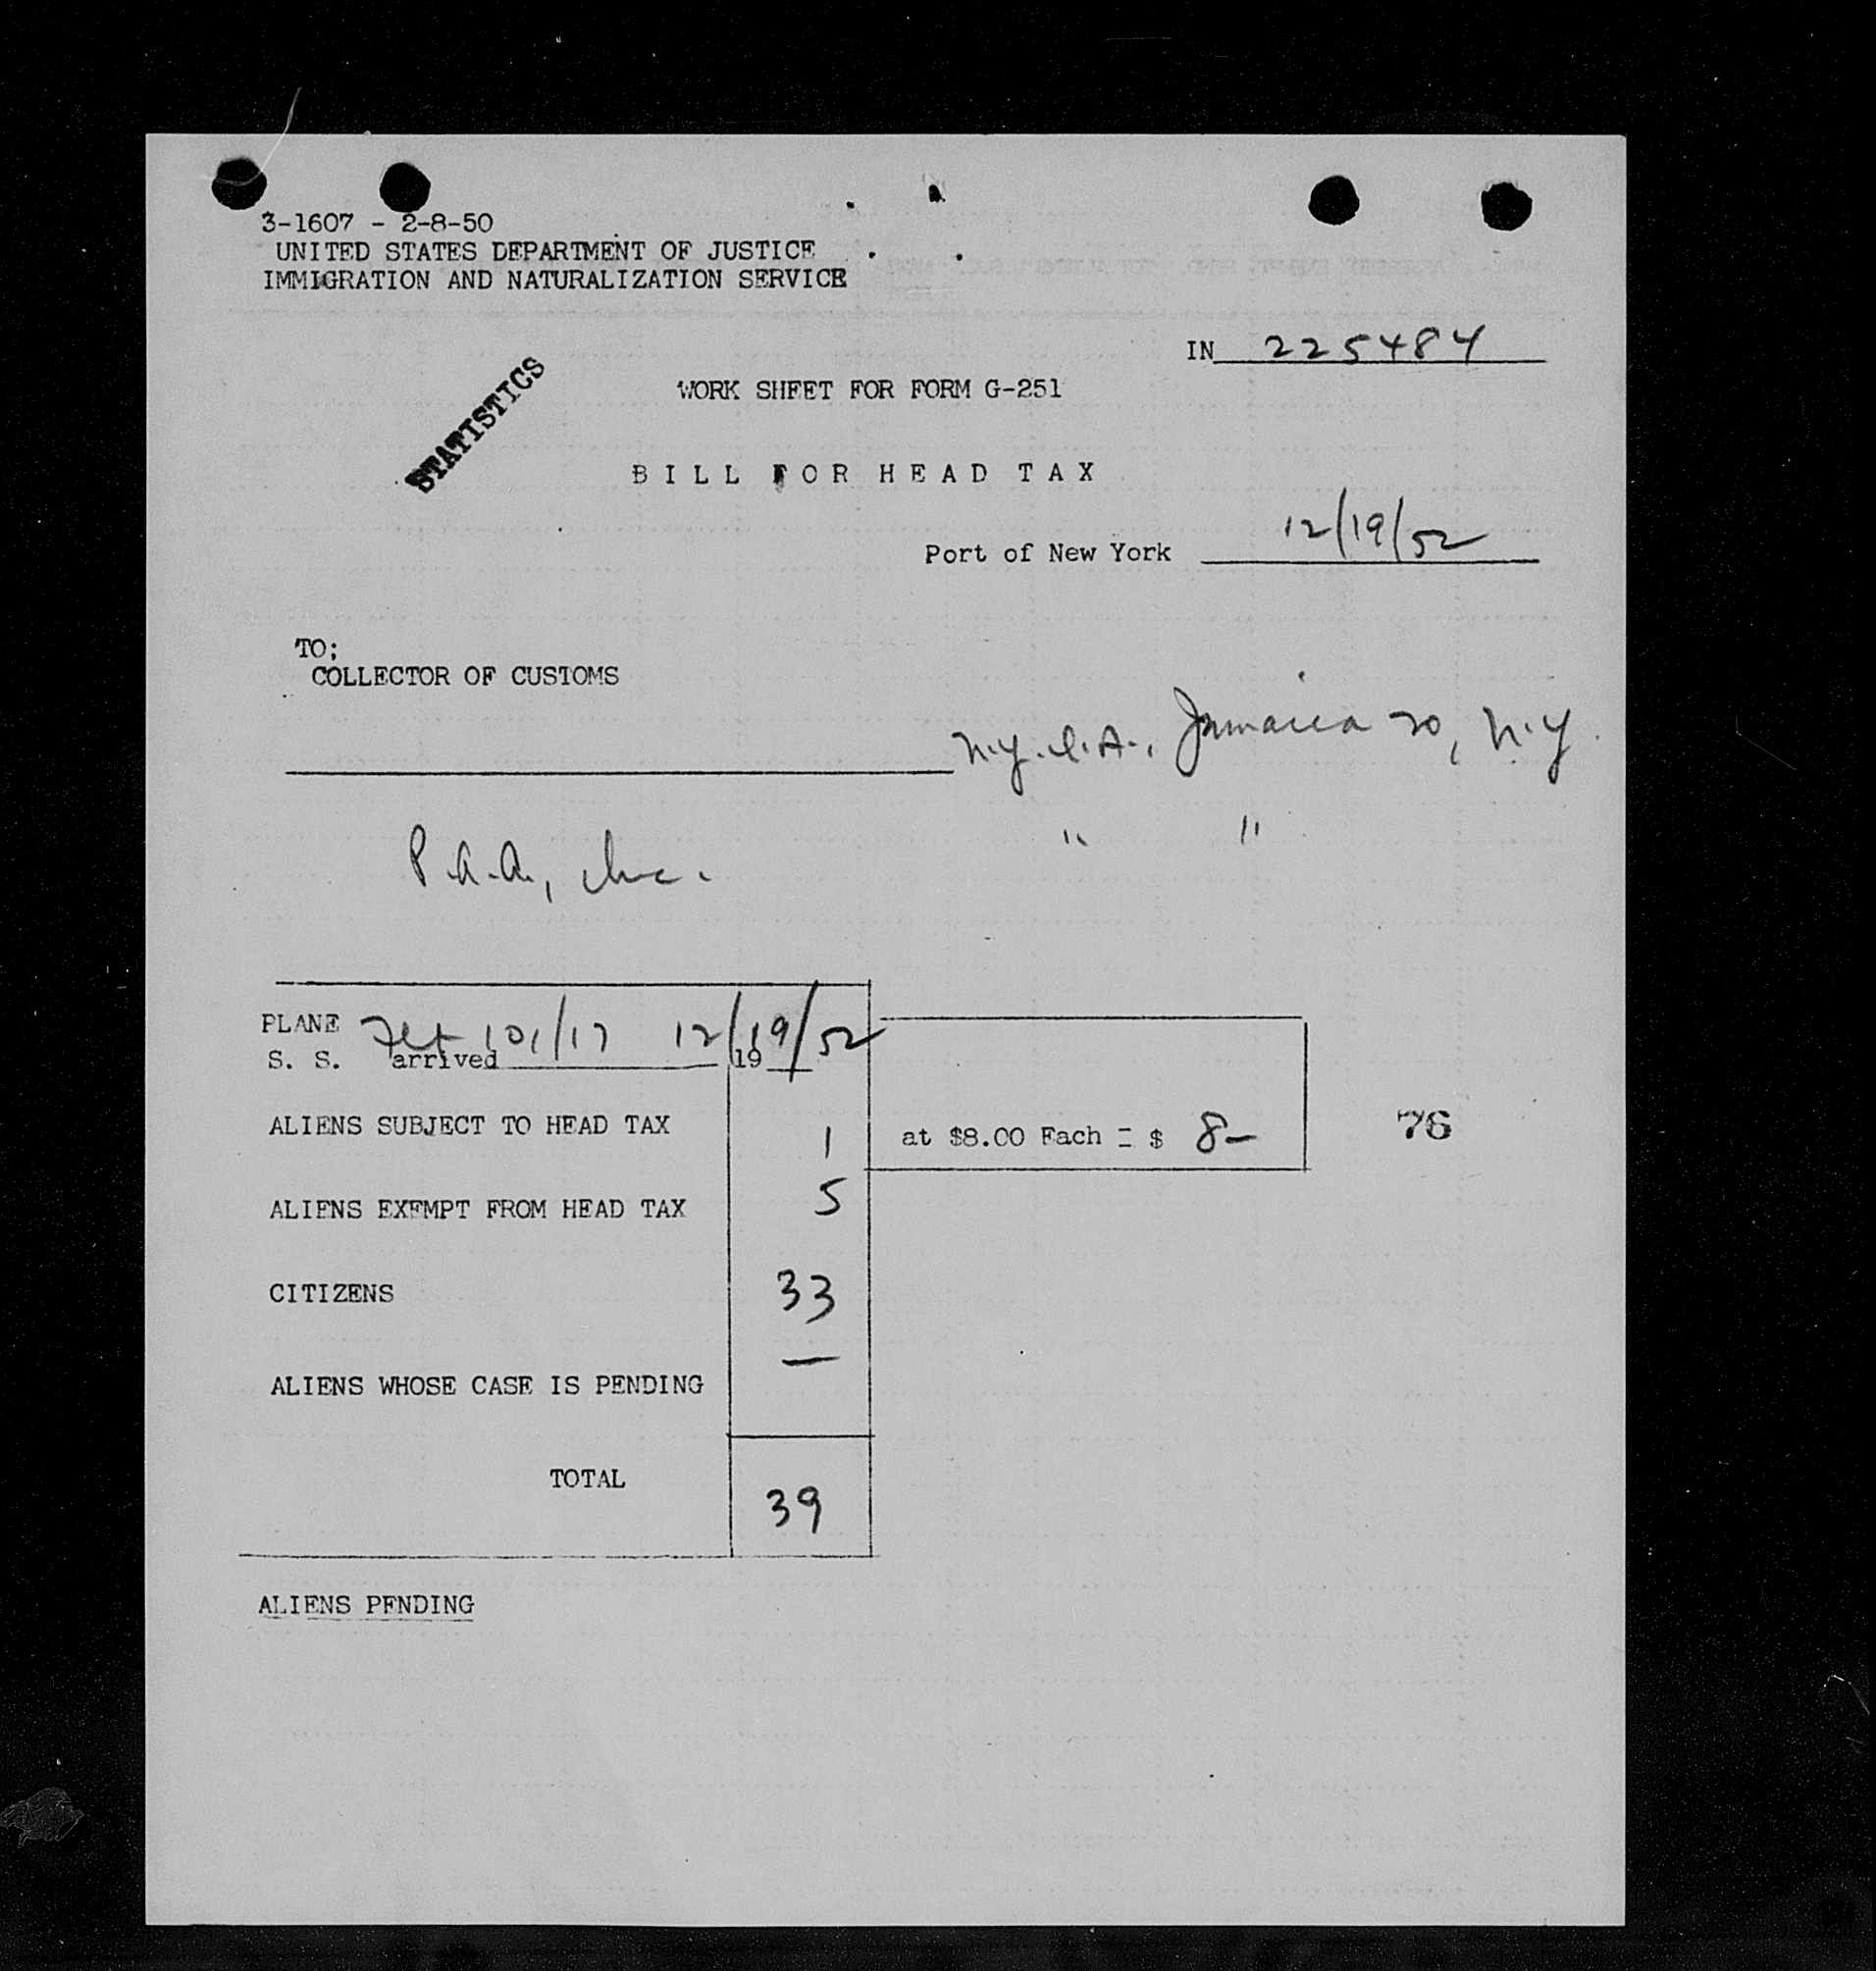 3-1607 - 2-8-50
UNITED STATES DEPARTMENT OF JUSTICE
IMMIGRATION AND NATURALIZATION SERVICE
IN 225484
STATISTICS
WORK SHEET FOR FORM G-251
BILL FOR HEAD TAX
Port of New York 12/19/52
TO;
COLLECTOR OF CUSTOMS
N.Y.I.A., Jamaica 20, N.Y.
P.A.A., Inc. " "
PLANE Flt 101/17 12/19/52
S. S. arrived 19
ALIENS SUBJECT TO HEAD TAX 1 at $8.00 Each = $ 8- 76
ALIENS EXEMPT FROM HEAD TAX 5
CITIZENS 33
ALIENS WHOSE CASE IS PENDING —
TOTAL 39
ALIENS PENDING